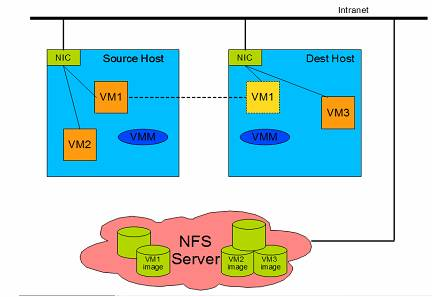 Intranet
NIC
Source Host
NIC
Dest Host
VM1
VM1
VM3
VM2
VMM
VMM
NFS
Server
VM1
image
VM2
image
VM3
image